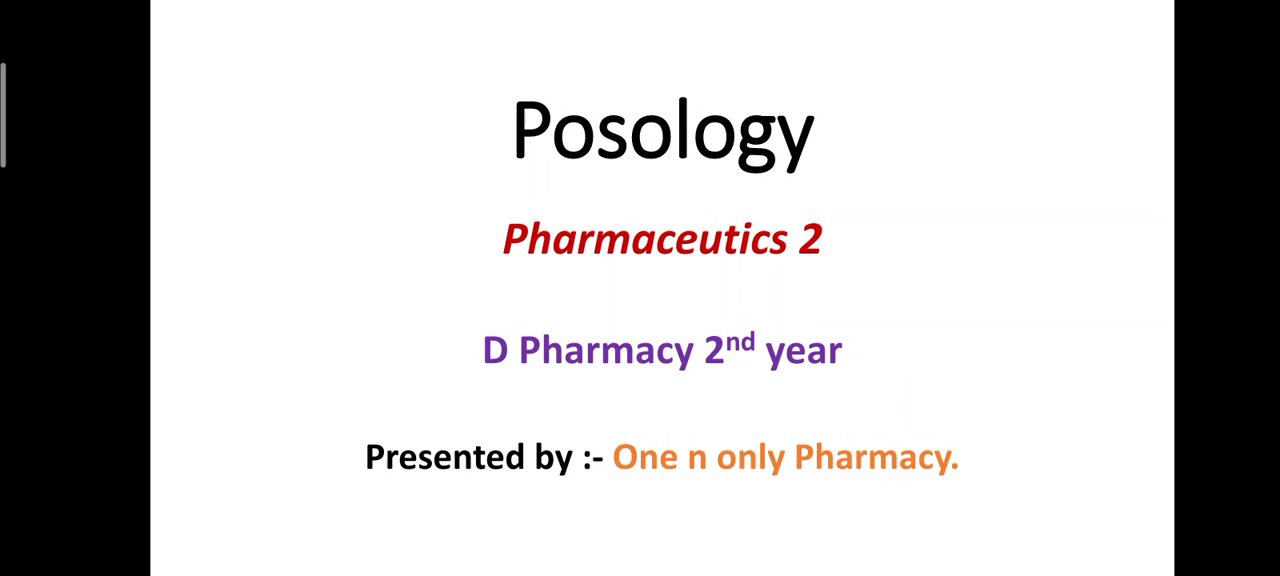 Posology
Pharmaceutics 2
D Pharmacy 2nd year
Presented by :- One n only Pharmacy.